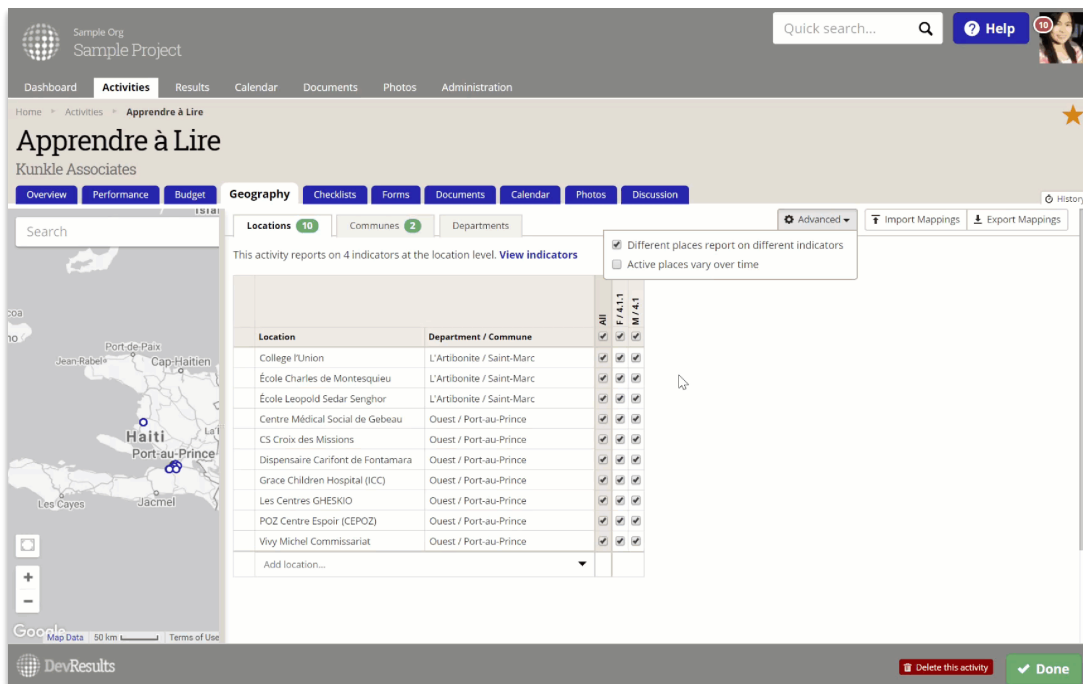 Sample Org
Sample Project
Quick search...
Help
10
Dashboard Activities Results Calendar Documents Photos Administration
Home Activities Apprendre à Lire
Apprendre à Lire
Kunkle Associates
Overview Performance Budget Geography Checklists Forms Documents Calendar Photos Discussion
History
Search
Locations 10 Communes 2 Departments
Advanced Import Mappings Export Mappings
Different places report on different indicators
Active places vary over time
This activity reports on 4 indicators at the location level. View indicators
All F / 4.1.1 M / 4.1
Location Department / Commune
College l'Union L'Artibonite / Saint-Marc
École Charles de Montesquieu L'Artibonite / Saint-Marc
École Leopold Sedar Senghor L'Artibonite / Saint-Marc
Centre Médical Social de Gebeau Ouest / Port-au-Prince
CS Croix des Missions Ouest / Port-au-Prince
Dispensaire Carifont de Fontamara Ouest / Port-au-Prince
Grace Children Hospital (ICC) Ouest / Port-au-Prince
Les Centres GHESKIO Ouest / Port-au-Prince
POZ Centre Espoir (CEPOZ) Ouest / Port-au-Prince
Vivy Michel Commissariat Ouest / Port-au-Prince
Add location...
Port-de-Paix
Jean-Rabel
Cap-Haitien
Haiti
Port-au-Prince
Les Cayes
Jacmel
Google
Map Data 50 km Terms of Use
DevResults
Delete this activity
Done